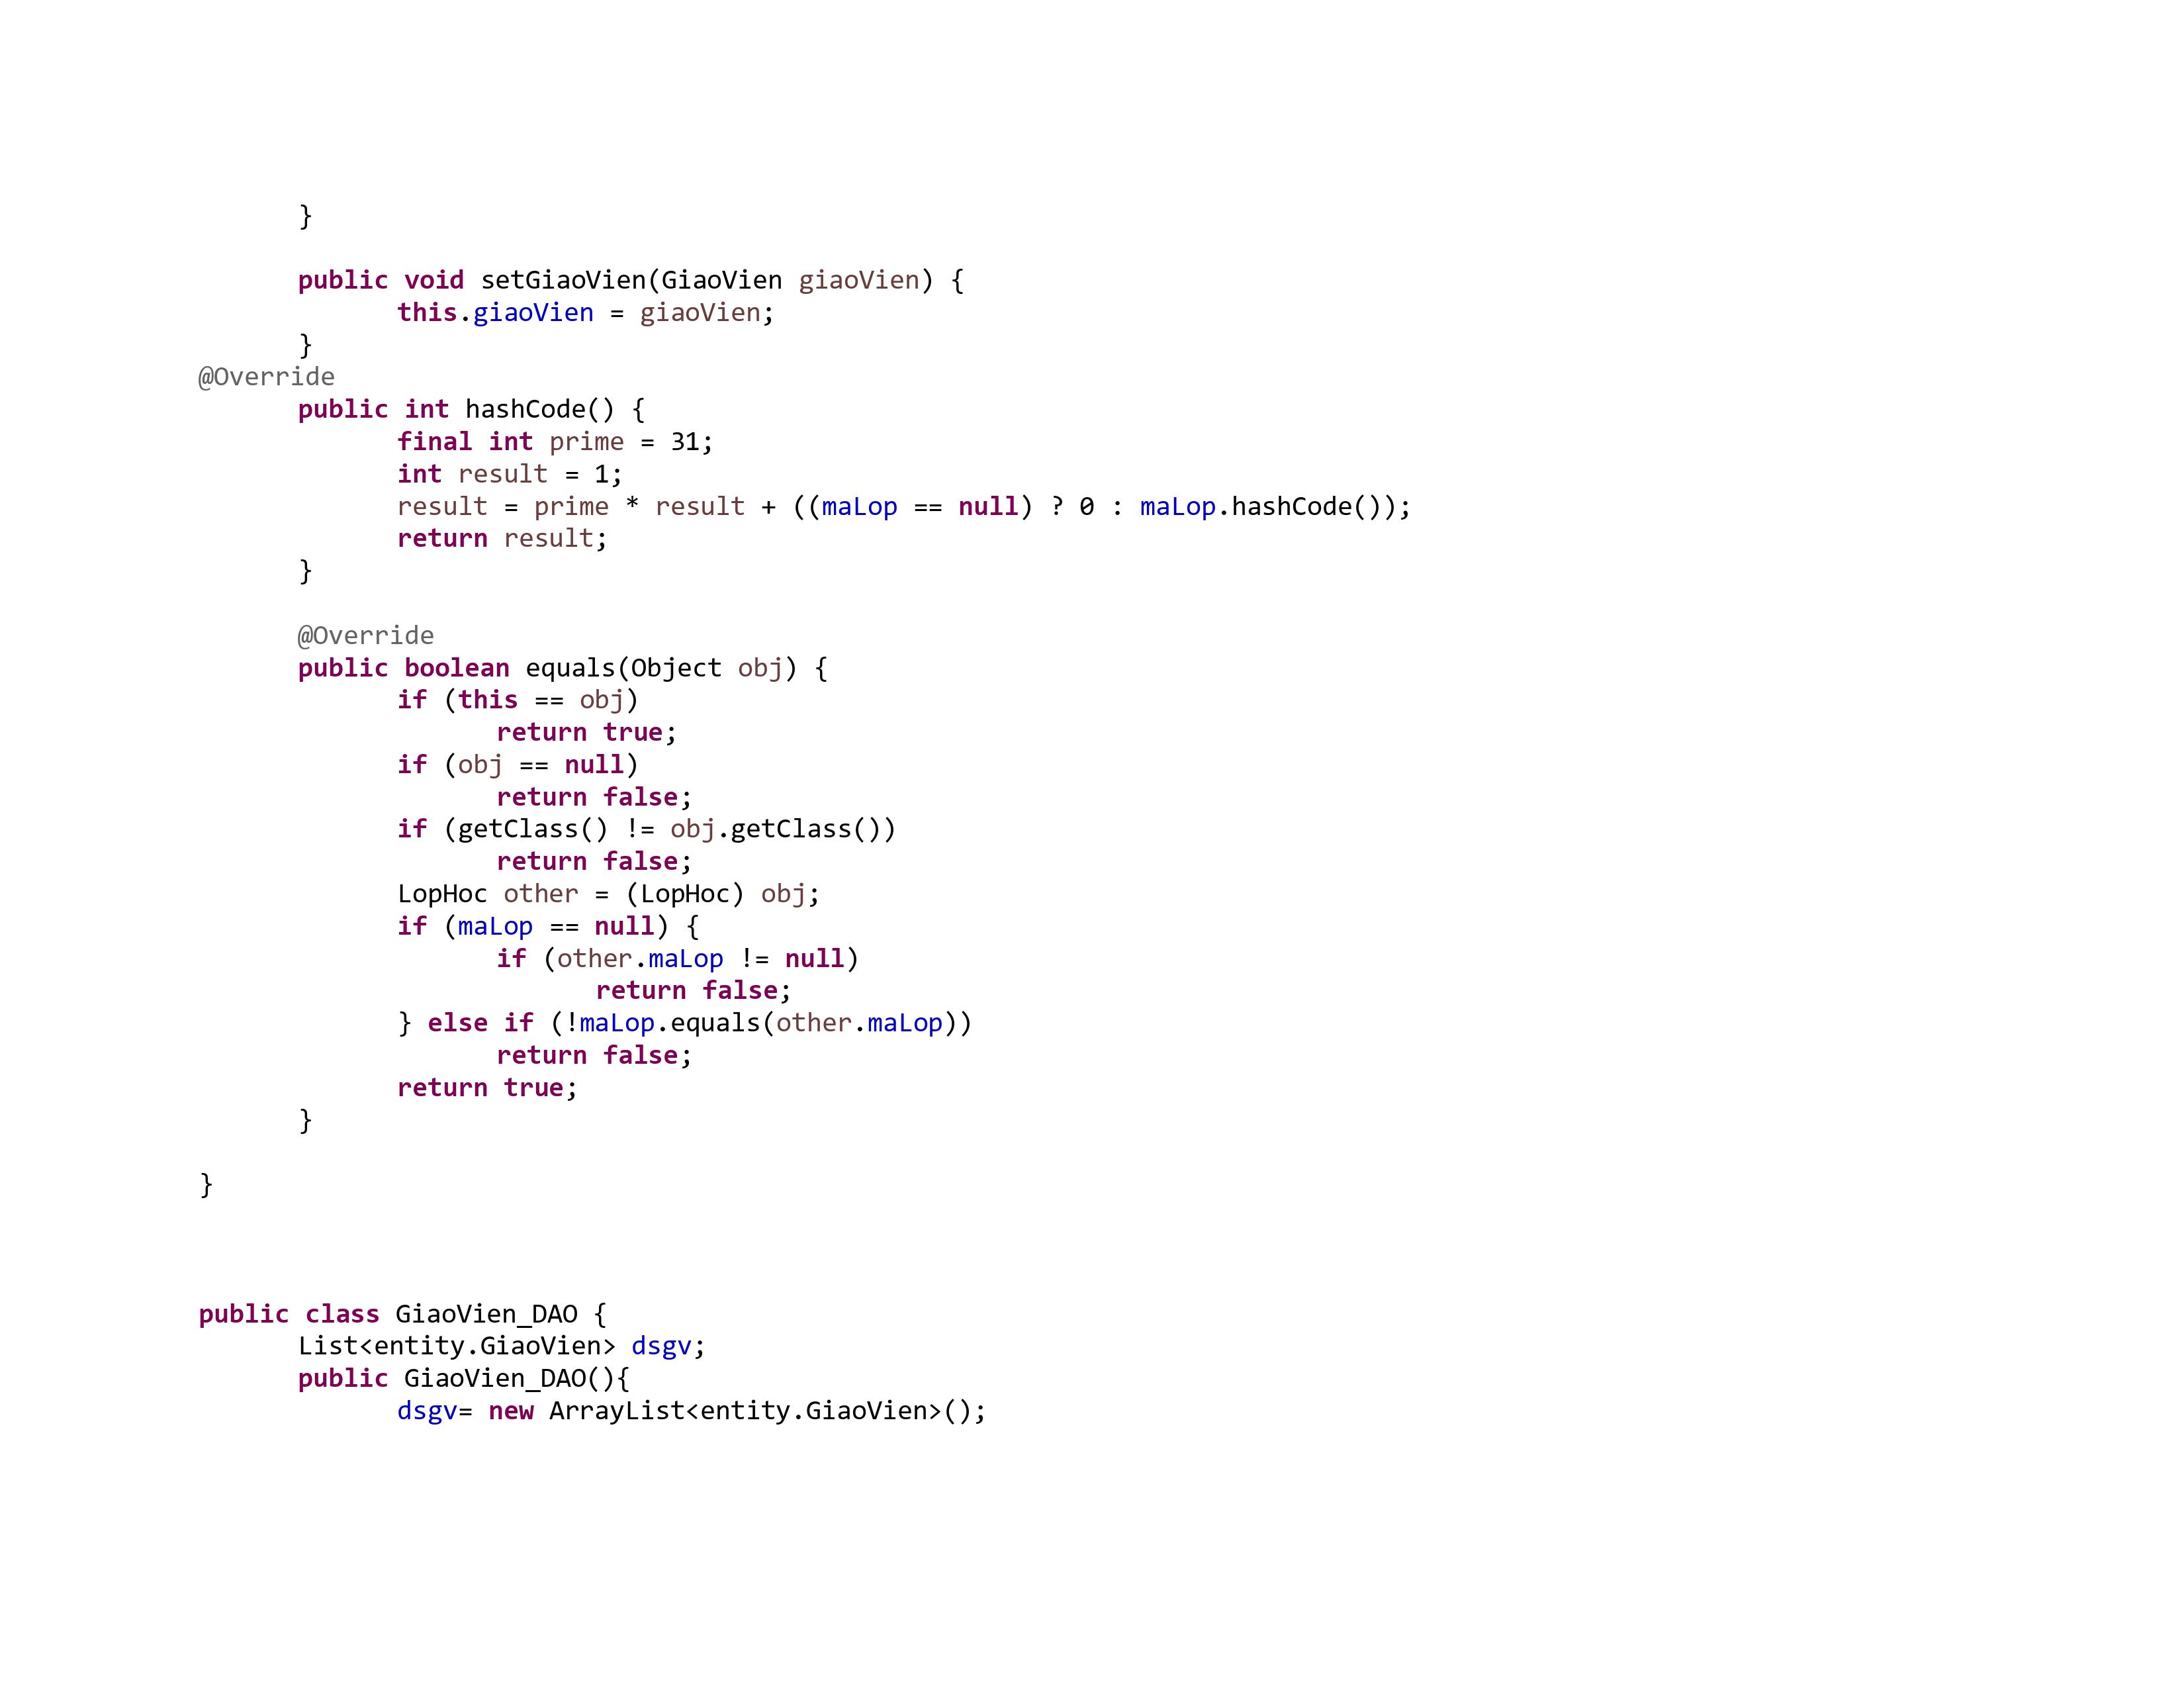 }
public void setGiaoVien(GiaoVien giaoVien) {
this.giaoVien = giaoVien;
}
@Override
public int hashCode() {
final int prime = 31;
int result = 1;
result = prime * result + ((maLop == null) ? 0 : maLop.hashCode());
return result;
}
@Override
public boolean equals(Object obj) {
if (this == obj)
return true;
if (obj == null)
return false;
if (getClass() != obj.getClass())
return false;
LopHoc other = (LopHoc) obj;
if (maLop == null) {
if (other.maLop != null)
return false;
} else if (!maLop.equals(other.maLop))
return false;
return true;
}
}
public class GiaoVien_DAO {
List<entity.GiaoVien> dsgv;
public GiaoVien_DAO(){
dsgv= new ArrayList<entity.GiaoVien>();